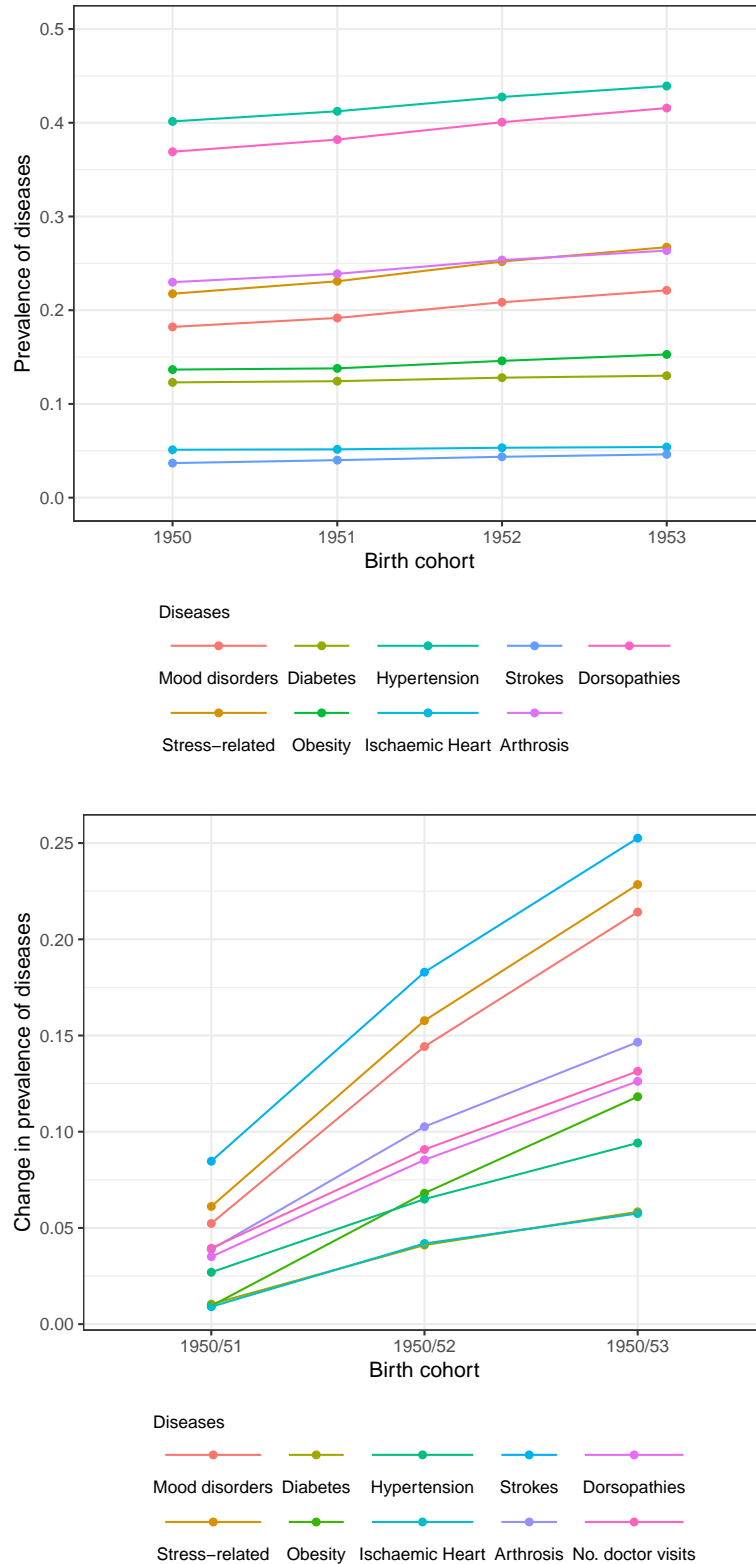 0.5
0.4
0.3
0.2
0.1
0.0
Prevalence of diseases
1950 1951 1952 1953
Birth cohort
Diseases
Mood disorders Diabetes Hypertension Strokes Dorsopathies
Stress−related Obesity Ischaemic Heart Arthrosis
0.25
0.20
0.15
0.10
0.05
0.00
Change in prevalence of diseases
1950/51 1950/52 1950/53
Birth cohort
Diseases
Mood disorders Diabetes Hypertension Strokes Dorsopathies
Stress−related Obesity Ischaemic Heart Arthrosis No. doctor visits